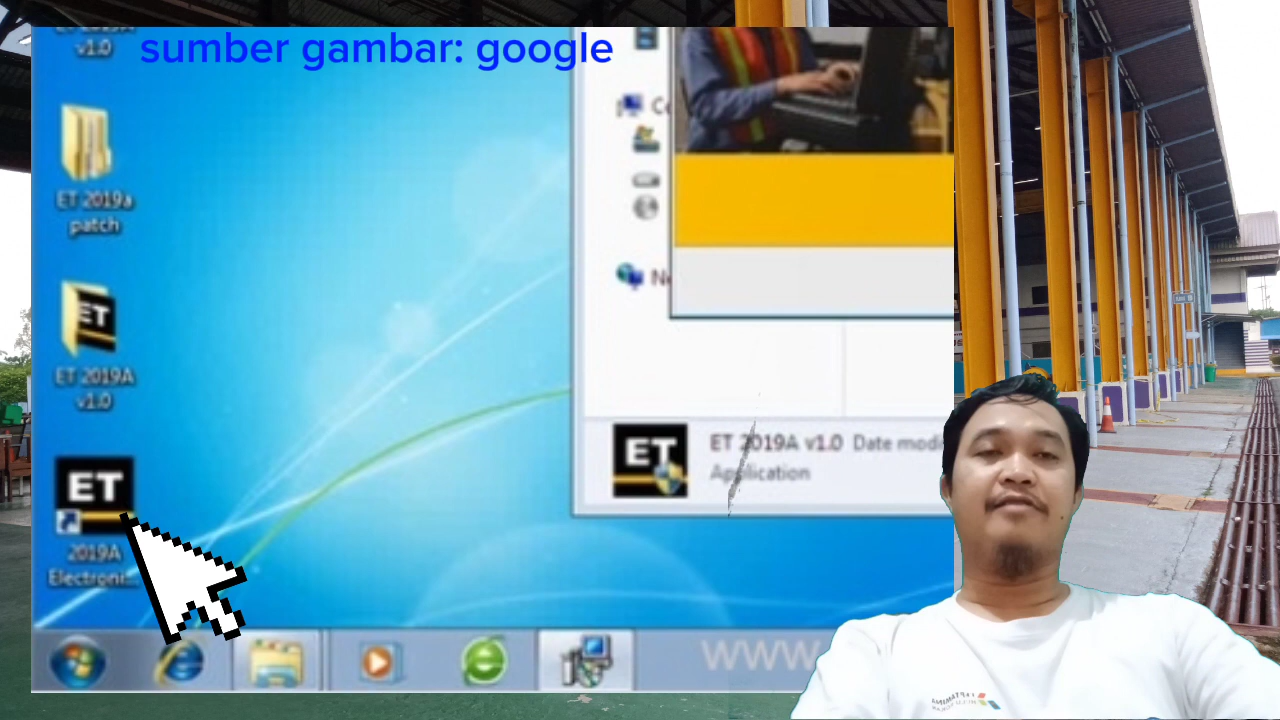 v1.0
sumber gambar: google
ET 2019a
patch
ET
ET 2019A
v1.0
ET
2019A
Electroni...
ET
ET 2019A v1.0 Date modi
Application
WWW